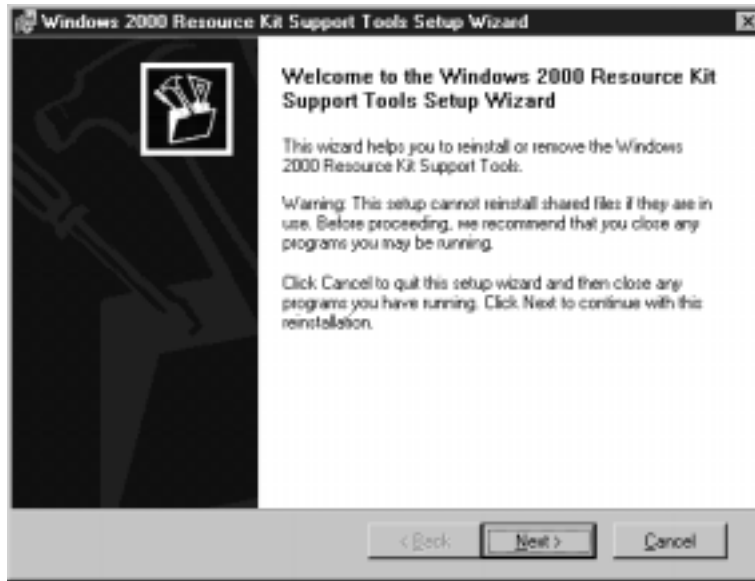 Windows 2000 Resource Kit Support Tools Setup Wizard
Welcome to the Windows 2000 Resource Kit
Support Tools Setup Wizard
This wizard helps you to reinstall or remove the Windows
2000 Resource Kit Support Tools.
Warning: This setup cannot reinstall shared files if they are in
use. Before proceeding, we recommend that you close any
programs you may be running.
Click Cancel to quit this setup wizard and then close any
programs you have running. Click Next to continue with this
reinstallation.
< Back
Next >
Cancel